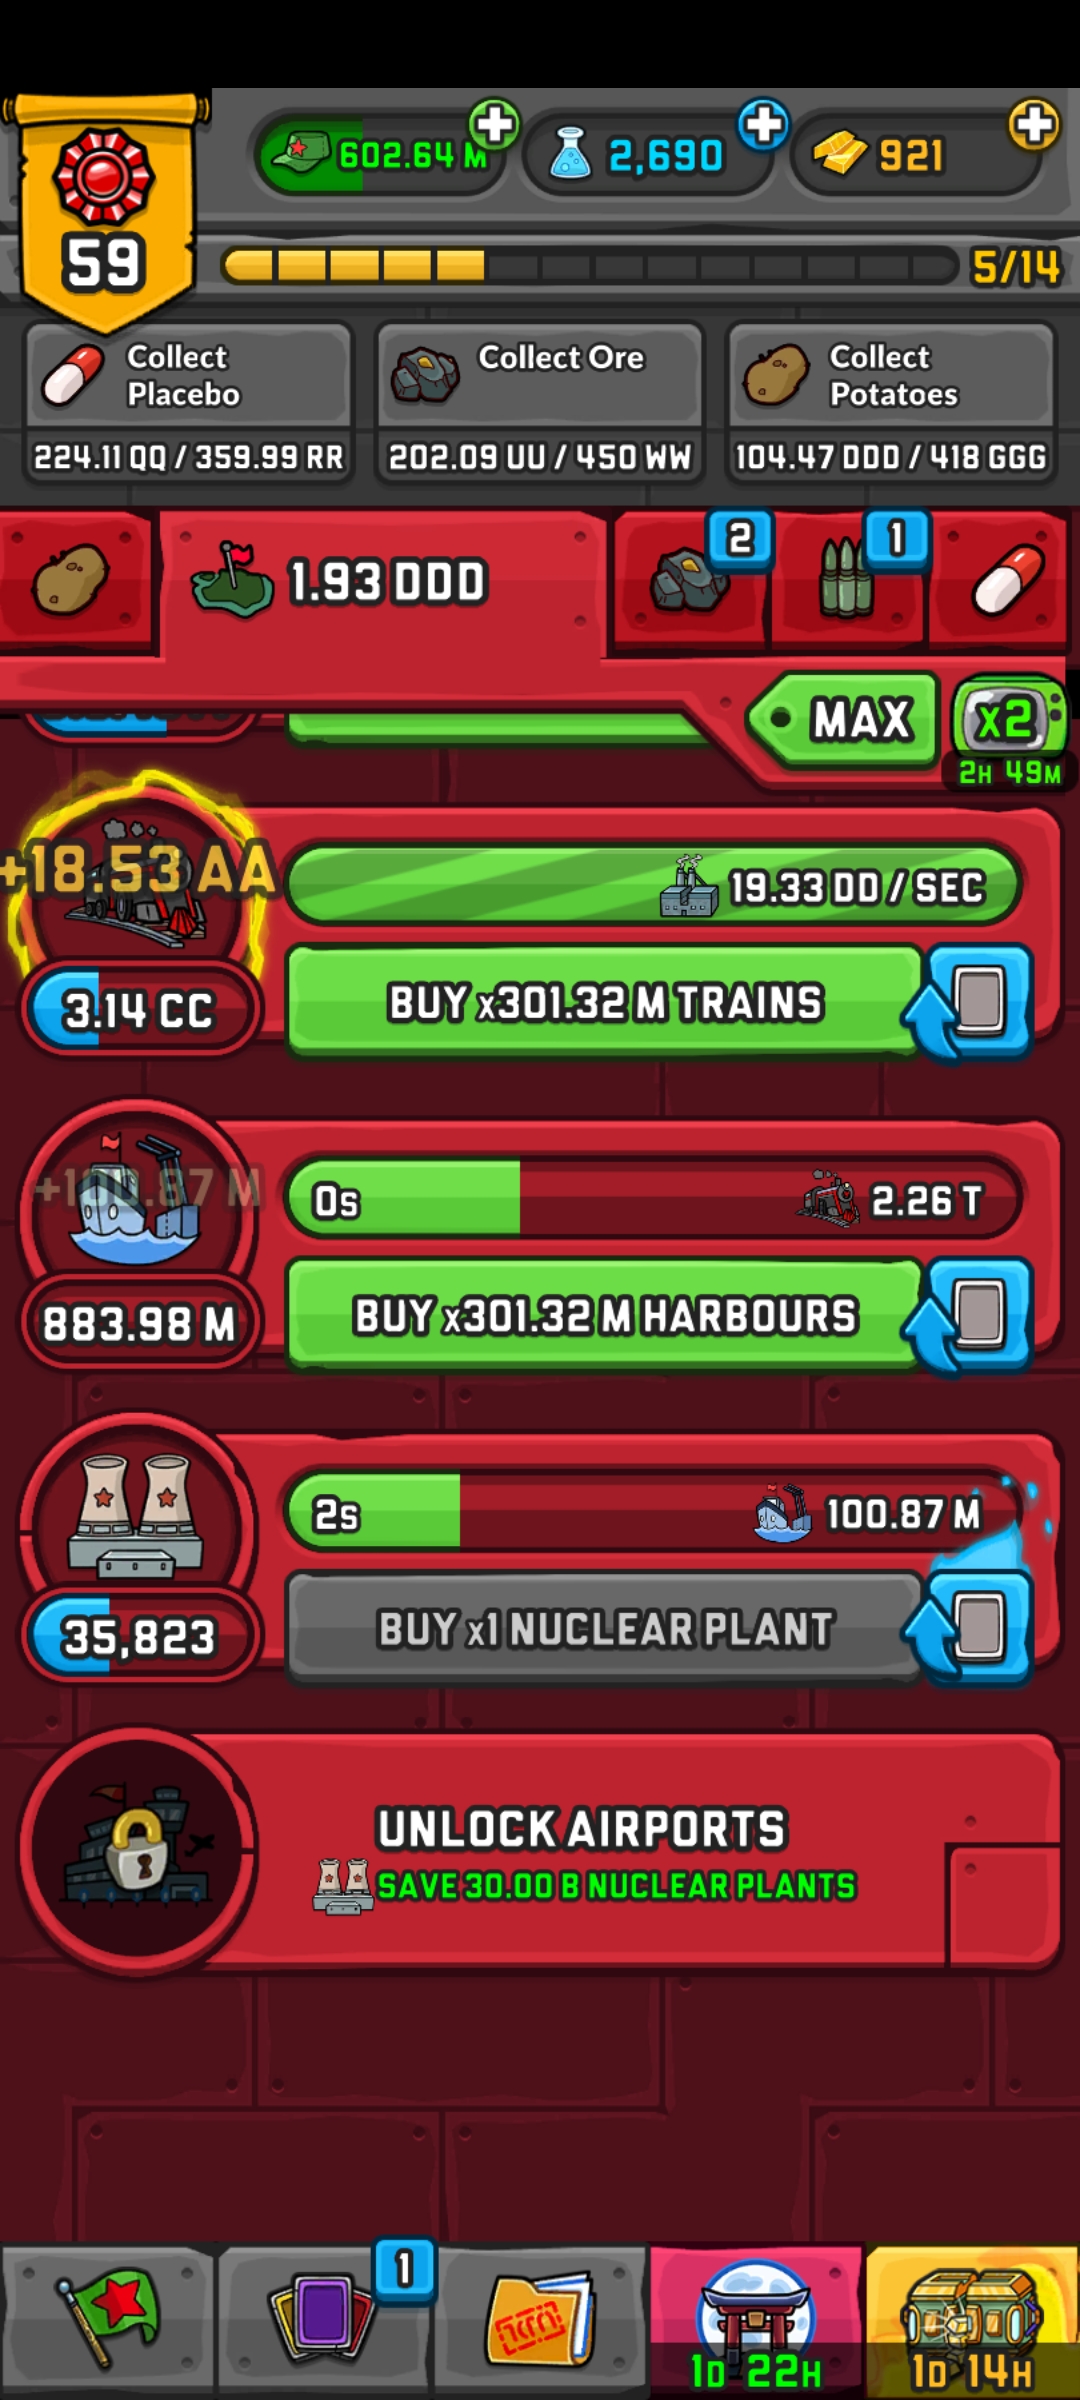 602.64 M
2,690
921
59
5/14
Collect
Placebo
224.11 QQ / 359.99 RR
Collect Ore
202.09 UU / 450 WW
Collect
Potatoes
104.47 DDD / 418 GGG
1.93 DDD
2
1
MAX
x2
2H 49M
+18.53 AA
19.33 DD / SEC
3.14 CC
BUY x301.32 M TRAINS
+100.87 M
0s
2.26 T
883.98 M
BUY x301.32 M HARBOURS
2s
100.87 M
35,823
BUY x1 NUCLEAR PLANT
UNLOCK AIRPORTS
SAVE 30.00 B NUCLEAR PLANTS
1
1D 22H
1D 14H